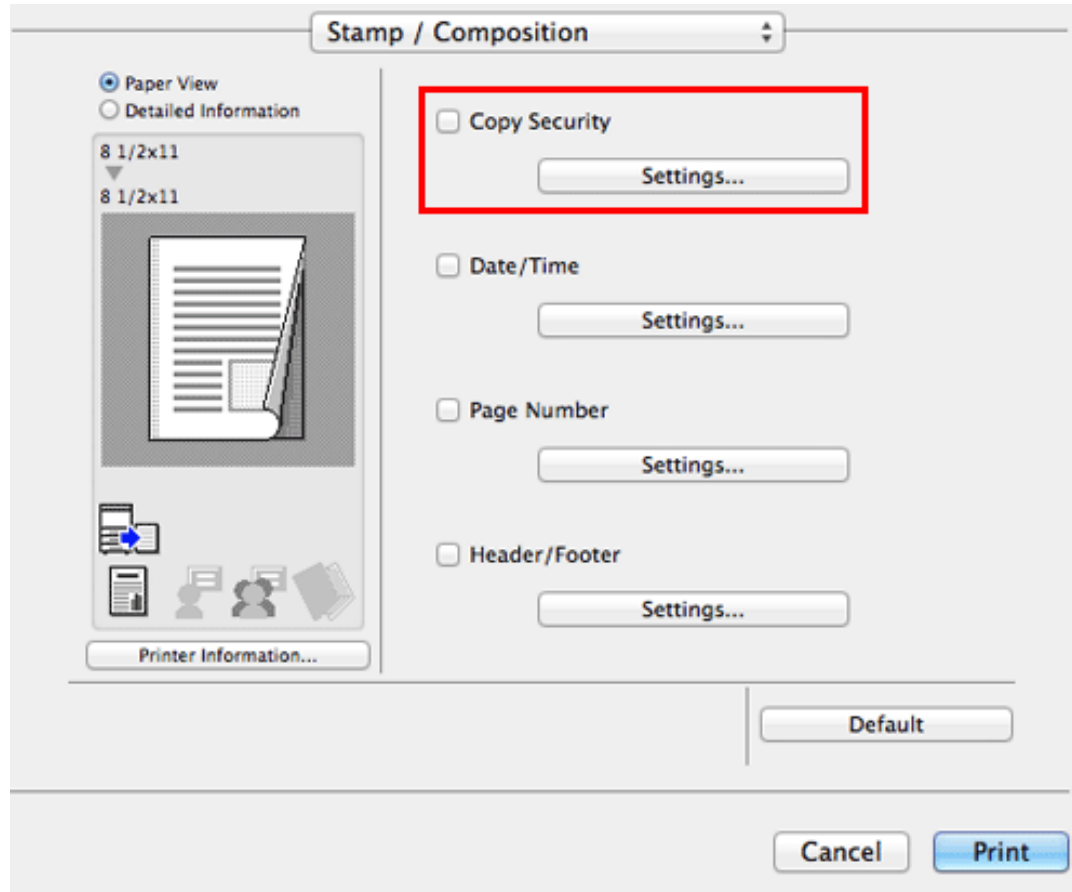 Stamp / Composition
Paper View
Detailed Information
8 1/2x11
8 1/2x11
Printer Information...
Copy Security
Settings...
Date/Time
Settings...
Page Number
Settings...
Header/Footer
Settings...
Default
Cancel
Print